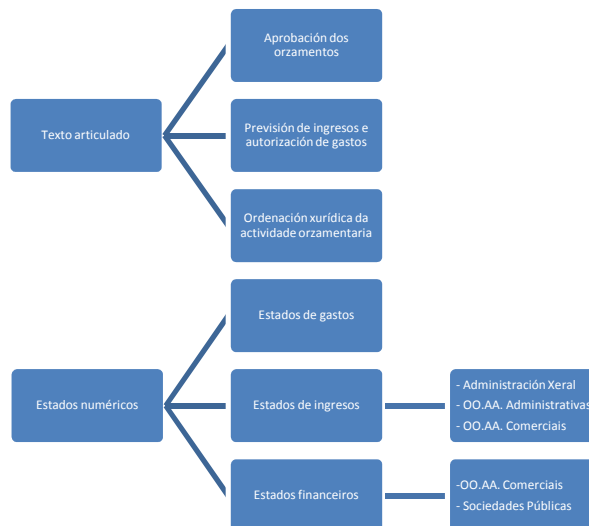 Aprobación dos
orzamentos
Texto articulado
Previsión de ingresos e
autorización de gastos
Ordenación xurídica da
actividade orzamentaria
Estados de gastos
Estados numéricos
Estados de ingresos
- Administración Xeral
- OO.AA. Administrativas
- OO.AA. Comerciais
Estados financeiros
-OO.AA. Comerciais
- Sociedades Públicas